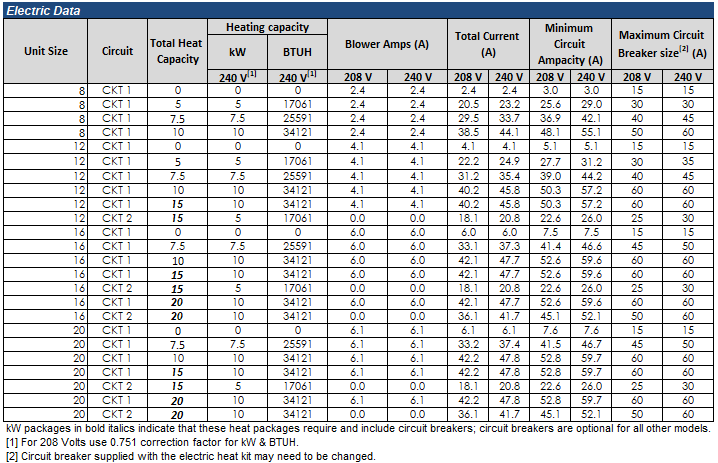 Electric Data
Unit Size Circuit Total Heat Capacity Heating capacity Blower Amps (A) Total Current (A) Minimum Circuit Ampacity (A) Maximum Circuit Breaker size[2] (A)
kW BTUH
240 V[1] 240 V[1] 208 V 240 V 208 V 240 V 208 V 240 V 208 V 240 V
8 CKT 1 0 0 0 2.4 2.4 2.4 2.4 3.0 3.0 15 15
8 CKT 1 5 5 17061 2.4 2.4 20.5 23.2 25.6 29.0 30 30
8 CKT 1 7.5 7.5 25591 2.4 2.4 29.5 33.7 36.9 42.1 40 45
8 CKT 1 10 10 34121 2.4 2.4 38.5 44.1 48.1 55.1 50 60
12 CKT 1 0 0 0 4.1 4.1 4.1 4.1 5.1 5.1 15 15
12 CKT 1 5 5 17061 4.1 4.1 22.2 24.9 27.7 31.2 30 35
12 CKT 1 7.5 7.5 25591 4.1 4.1 31.2 35.4 39.0 44.2 40 45
12 CKT 1 10 10 34121 4.1 4.1 40.2 45.8 50.3 57.2 60 60
12 CKT 1 15 10 34121 4.1 4.1 40.2 45.8 50.3 57.2 60 60
12 CKT 2 15 5 17061 0.0 0.0 18.1 20.8 22.6 26.0 25 30
16 CKT 1 0 0 0 6.0 6.0 6.0 6.0 7.5 7.5 15 15
16 CKT 1 7.5 7.5 25591 6.0 6.0 33.1 37.3 41.4 46.6 45 50
16 CKT 1 10 10 34121 6.0 6.0 42.1 47.7 52.6 59.6 60 60
16 CKT 1 15 10 34121 6.0 6.0 42.1 47.7 52.6 59.6 60 60
16 CKT 2 15 5 17061 0.0 0.0 18.1 20.8 22.6 26.0 25 30
16 CKT 1 20 10 34121 6.0 6.0 42.1 47.7 52.6 59.6 60 60
16 CKT 2 20 10 34121 0.0 0.0 36.1 41.7 45.1 52.1 50 60
20 CKT 1 0 0 0 6.1 6.1 6.1 6.1 7.6 7.6 15 15
20 CKT 1 7.5 7.5 25591 6.1 6.1 33.2 37.4 41.5 46.7 45 50
20 CKT 1 10 10 34121 6.1 6.1 42.2 47.8 52.8 59.7 60 60
20 CKT 1 15 10 34121 6.1 6.1 42.2 47.8 52.8 59.7 60 60
20 CKT 2 15 5 17061 0.0 0.0 18.1 20.8 22.6 26.0 25 30
20 CKT 1 20 10 34121 6.1 6.1 42.2 47.8 52.8 59.7 60 60
20 CKT 2 20 10 34121 0.0 0.0 36.1 41.7 45.1 52.1 50 60
kW packages in bold italics indicate that these heat packages require and include circuit breakers; circuit breakers are optional for all other models.
[1] For 208 Volts use 0.751 correction factor for kW & BTUH.
[2] Circuit breaker supplied with the electric heat kit may need to be changed.